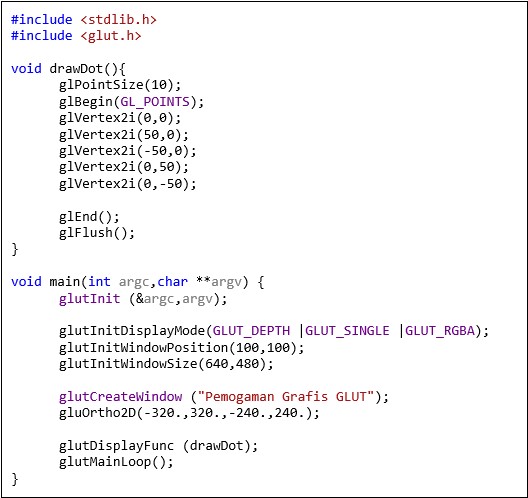 #include <stdlib.h>
#include <glut.h>

void drawDot(){
      glPointSize(10);
      glBegin(GL_POINTS);
      glVertex2i(0,0);
      glVertex2i(50,0);
      glVertex2i(-50,0);
      glVertex2i(0,50);
      glVertex2i(0,-50);

      glEnd();
      glFlush();
}

void main(int argc,char **argv) {
      glutInit (&argc,argv);

      glutInitDisplayMode(GLUT_DEPTH |GLUT_SINGLE |GLUT_RGBA);
      glutInitWindowPosition(100,100);
      glutInitWindowSize(640,480);

      glutCreateWindow ("Pemogaman Grafis GLUT");
      gluOrtho2D(-320.,320.,-240.,240.);

      glutDisplayFunc (drawDot);
      glutMainLoop();
}